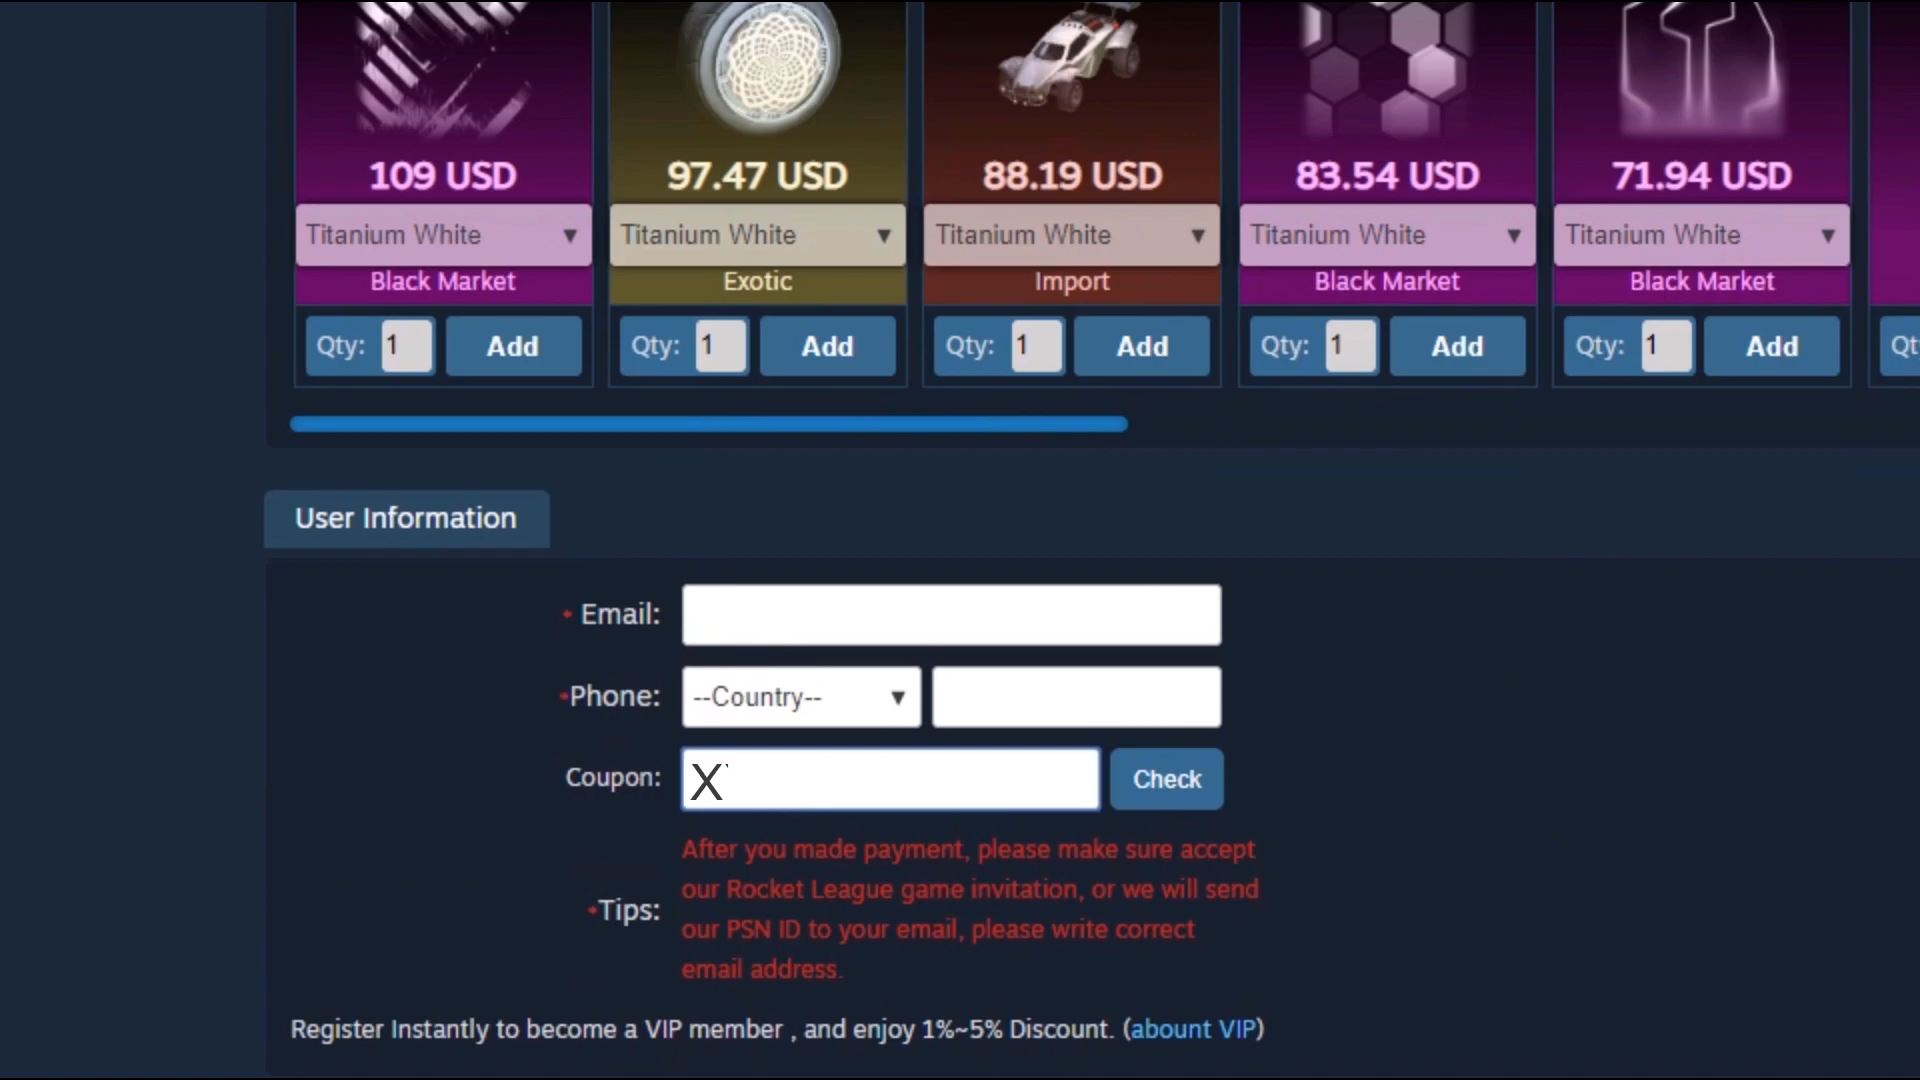 109 USD 97.47 USD 88.19 USD 83.54 USD 71.94 USD
Titanium White Titanium White Titanium White Titanium White Titanium White
Black Market Exotic Import Black Market Black Market
Qty: 1 Add Qty: 1 Add Qty: 1 Add Qty: 1 Add Qty: 1 Add Qt
User Information
* Email:
*Phone: --Country--
Coupon: X Check
*Tips: After you made payment, please make sure accept
our Rocket League game invitation, or we will send
our PSN ID to your email, please write correct
email address.
Register Instantly to become a VIP member , and enjoy 1%~5% Discount. (abount VIP)